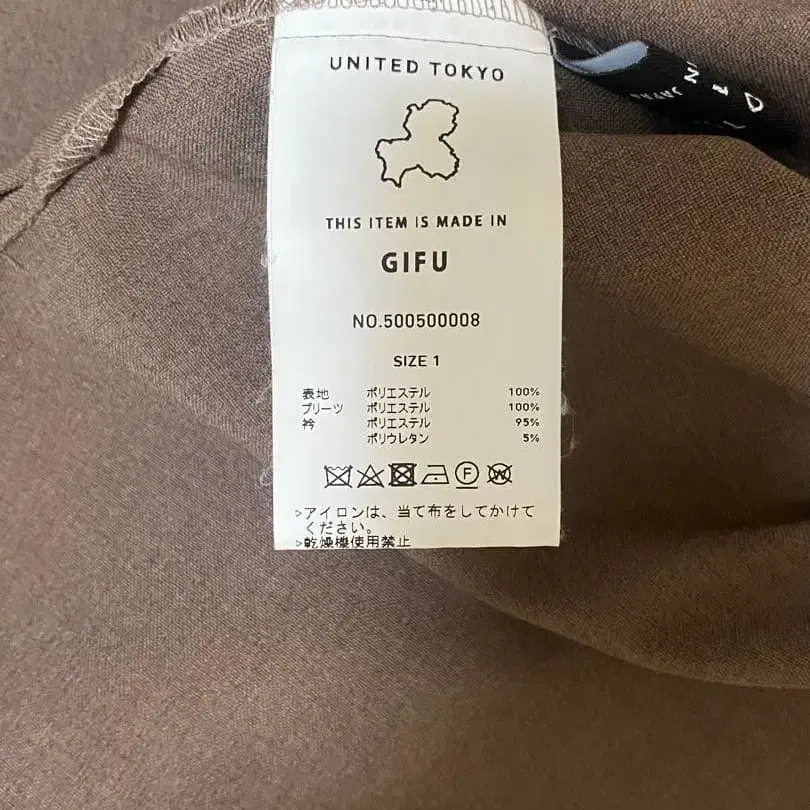 UNITED TOKYO
THIS ITEM IS MADE IN
GIFU
NO.500500008
SIZE 1
表地 ポリエステル 100%
プリーツ ポリエステル 100%
衿 ポリエステル 95%
ポリウレタン 5%
F
W
>アイロンは、当て布をしてかけて
ください。
>乾燥機使用禁止
JAPAN